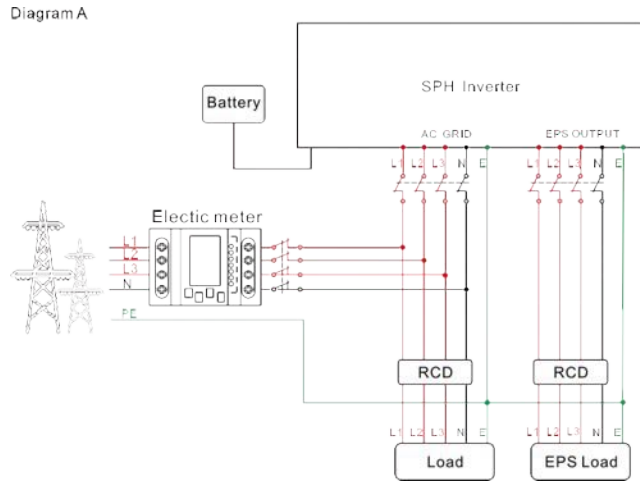 Diagram A
SPH Inverter
Battery
AC GRID
EPS OUTPUT
L1 L2 L3 N E
L1 L2 L3 N E
Electic meter
L1
L2
L3
N
PE
RCD
RCD
L1 L2 L3 N E
L1 L2 L3 N E
Load
EPS Load